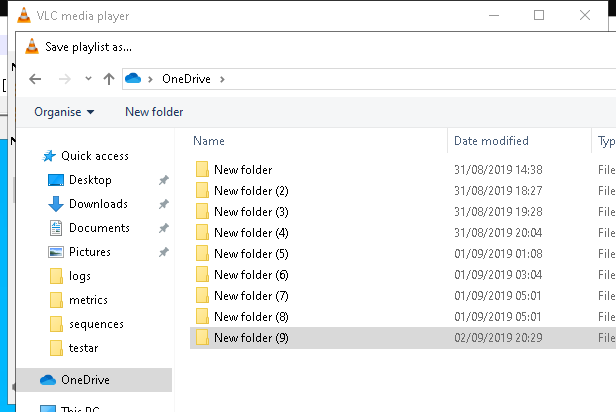 VLC media player
Save playlist as...
OneDrive
Organise New folder
Name Date modified Typ
Quick access
Desktop
Downloads
Documents
Pictures
logs
metrics
sequences
testar
OneDrive
This PC
New folder 31/08/2019 14:38 File
New folder (2) 31/08/2019 18:27 File
New folder (3) 31/08/2019 19:28 File
New folder (4) 31/08/2019 20:04 File
New folder (5) 01/09/2019 01:08 File
New folder (6) 01/09/2019 03:04 File
New folder (7) 01/09/2019 05:01 File
New folder (8) 01/09/2019 05:01 File
New folder (9) 02/09/2019 20:29 File